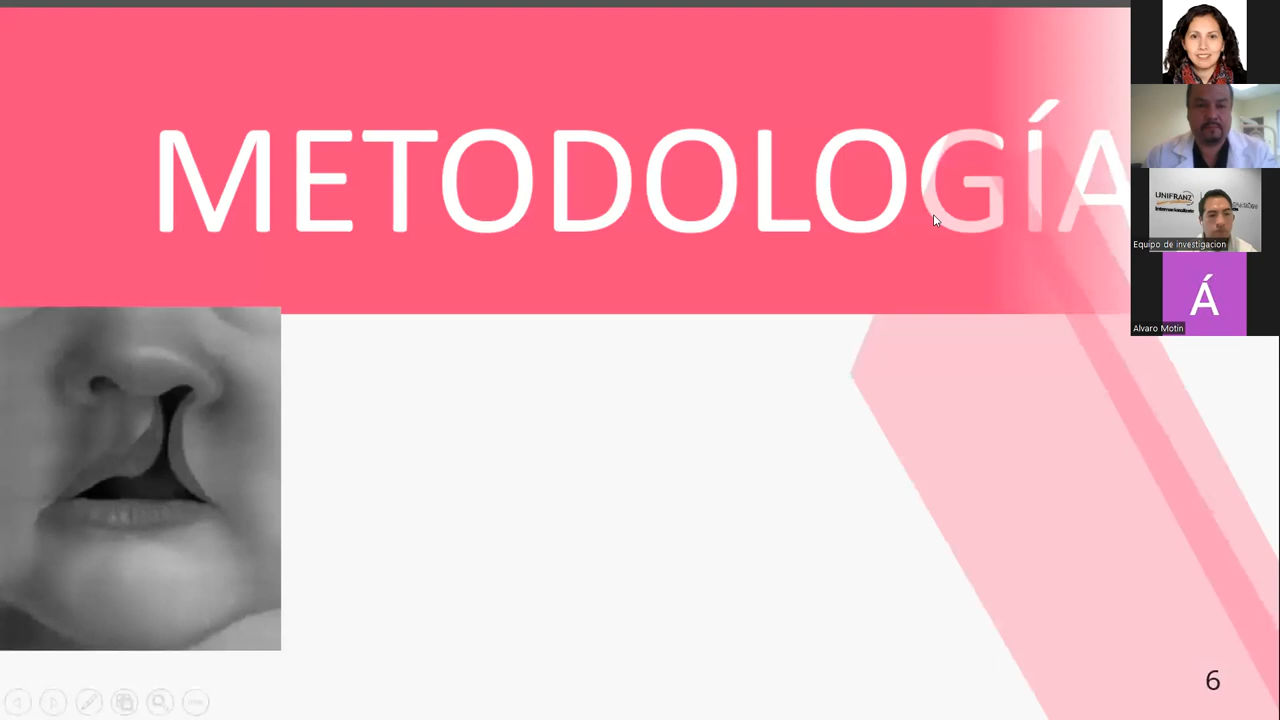 METODOLOGÍA
UNIFRANZ
Equipo de investigacion
Á
Alvaro Motin
6